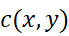 c(x, y)